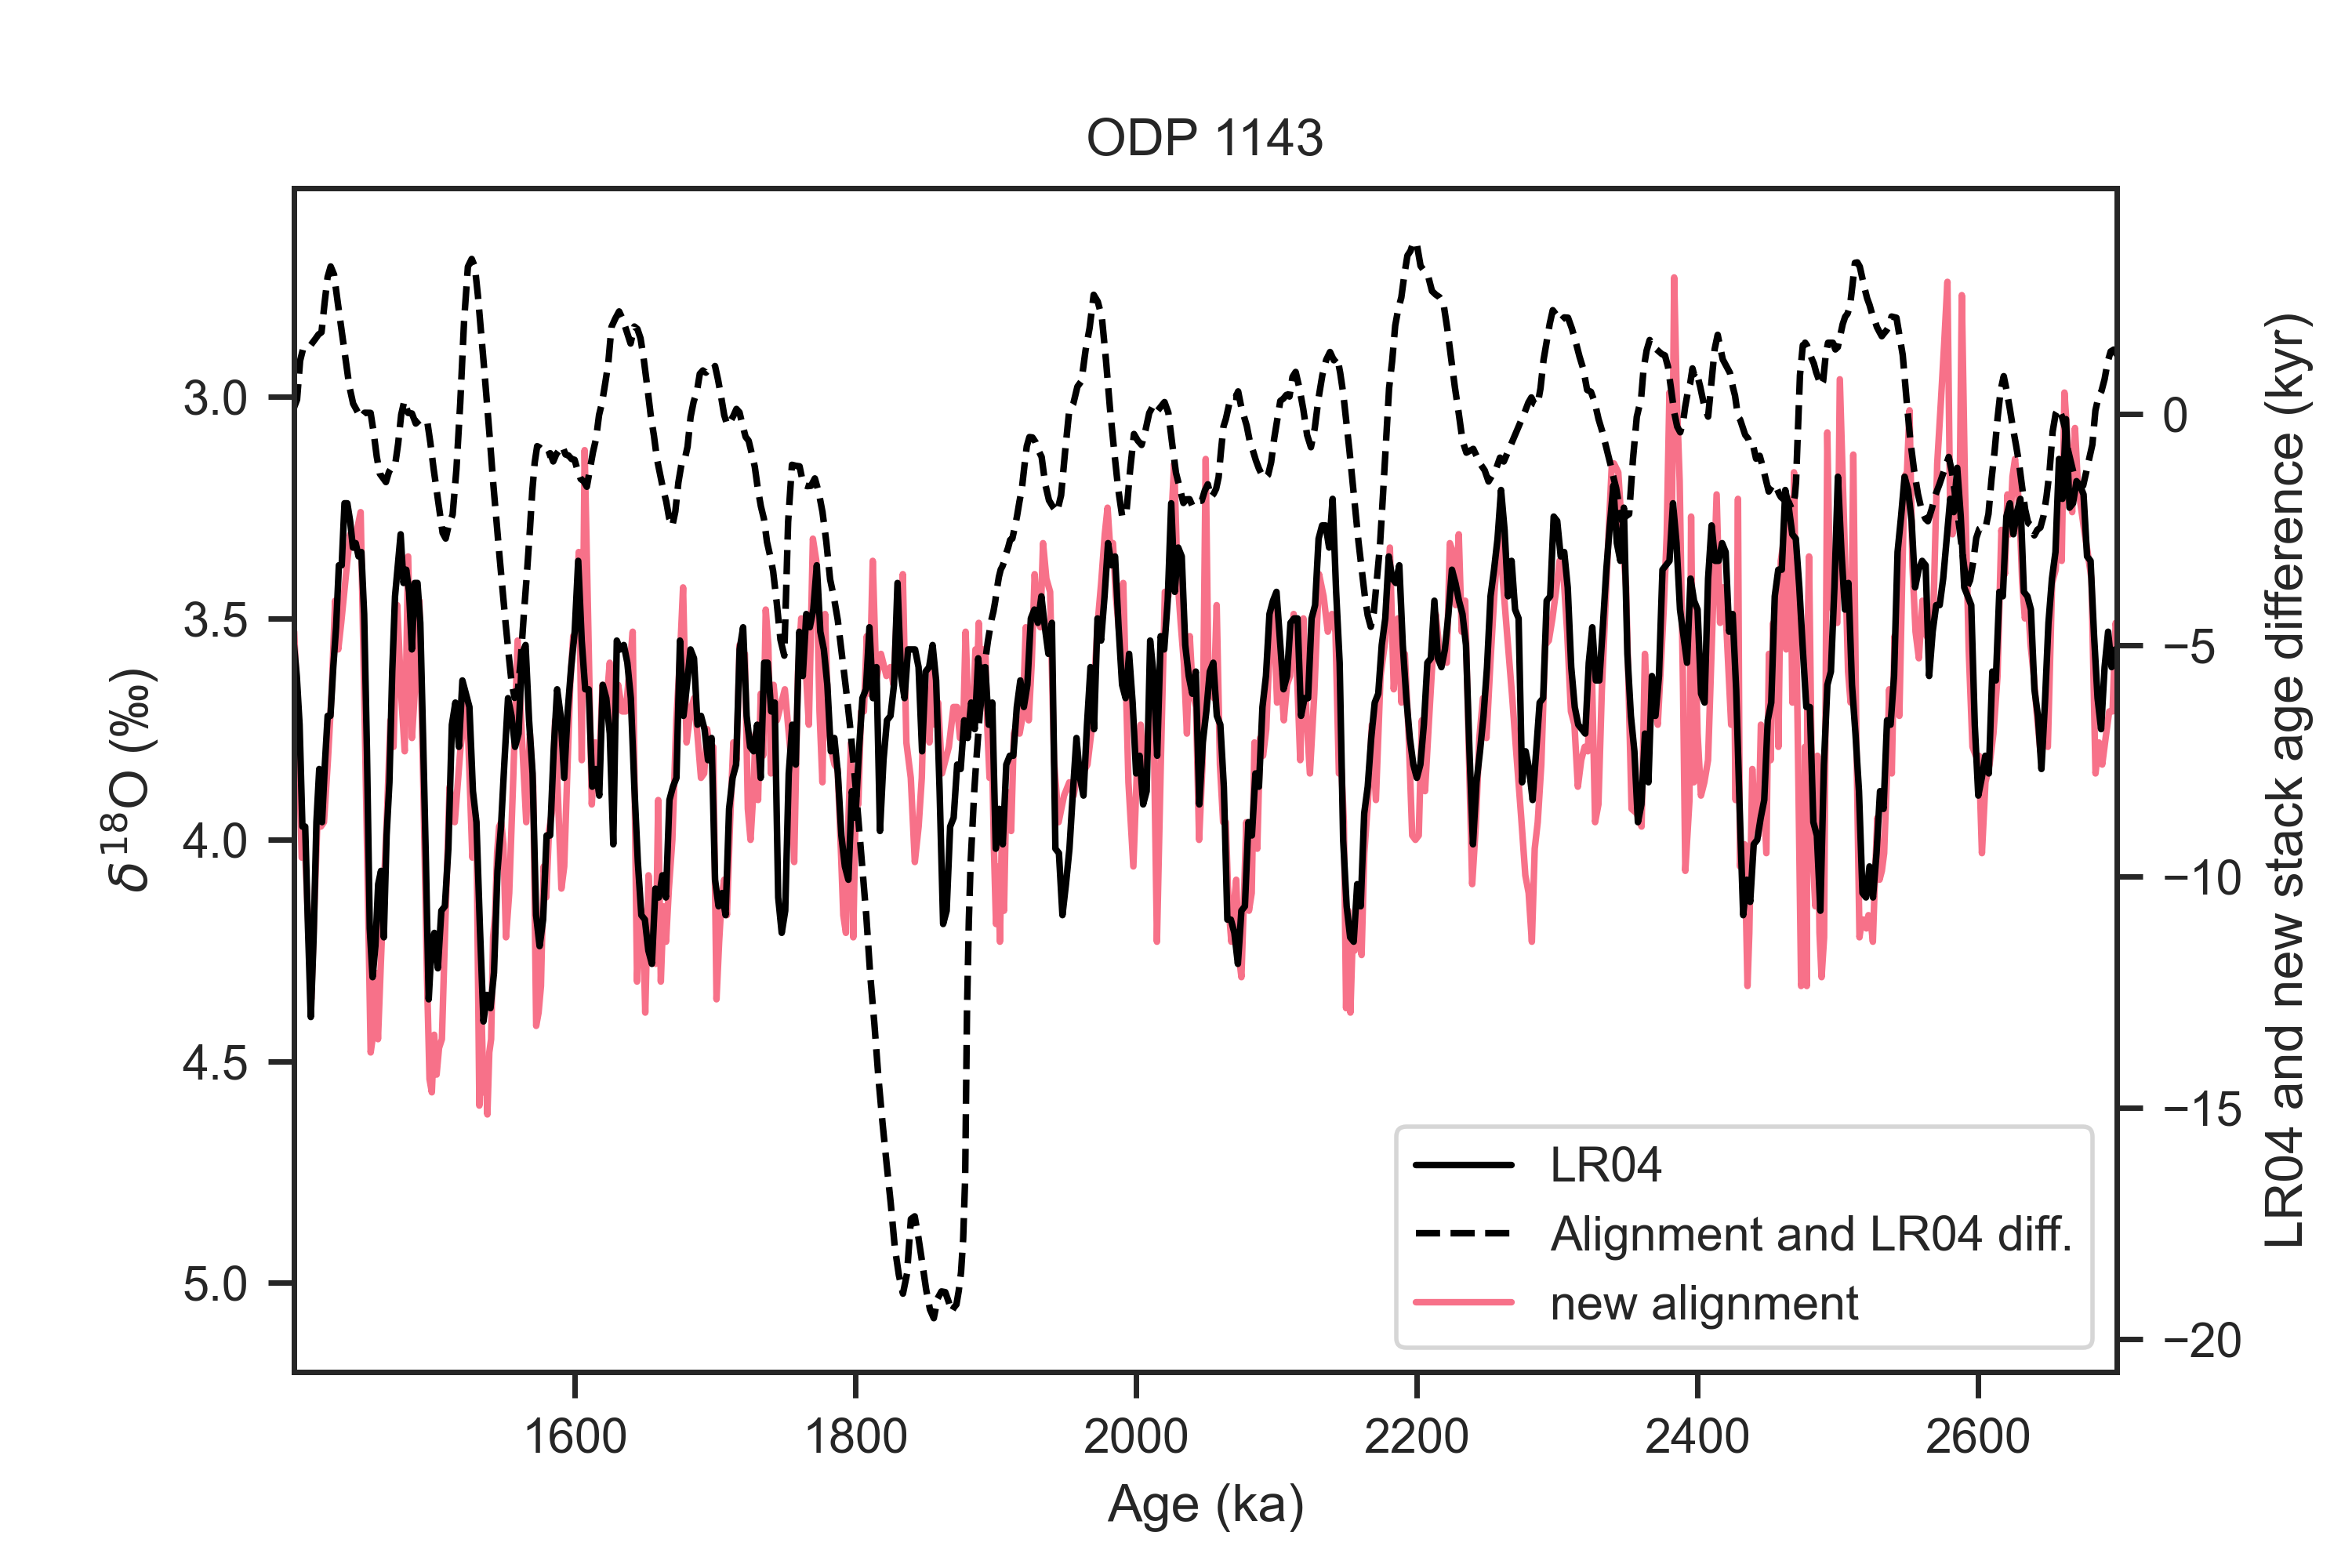 ODP 1143
3.0
3.5
4.0
4.5
5.0
δ¹⁸O (‰)
0
−5
−10
−15
−20
LR04 and new stack age difference (kyr)
LR04
Alignment and LR04 diff.
new alignment
1600
1800
2000
2200
2400
2600
Age (ka)